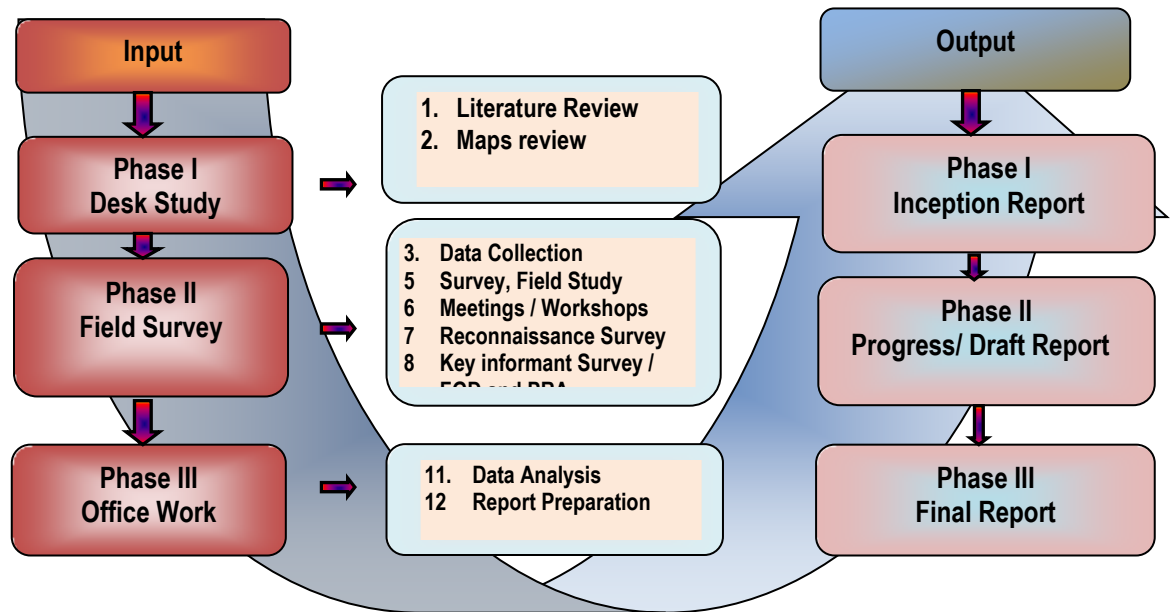 Input
Phase I
Desk Study
Phase II
Field Survey
Phase III
Office Work
1. Literature Review
2. Maps review
3. Data Collection
5 Survey, Field Study
6 Meetings / Workshops
7 Reconnaissance Survey
8 Key informant Survey /
11. Data Analysis
12 Report Preparation
Output
Phase I
Inception Report
Phase II
Progress/ Draft Report
Phase III
Final Report